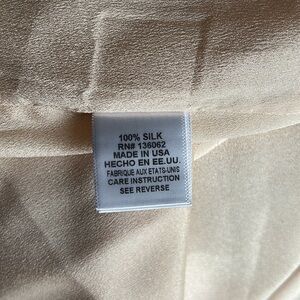 100% SILK
RN# 136062
MADE IN USA
HECHO EN EE.UU.
FABRIQUE AUX ETATS-UNIS
CARE INSTRUCTION
SEE REVERSE